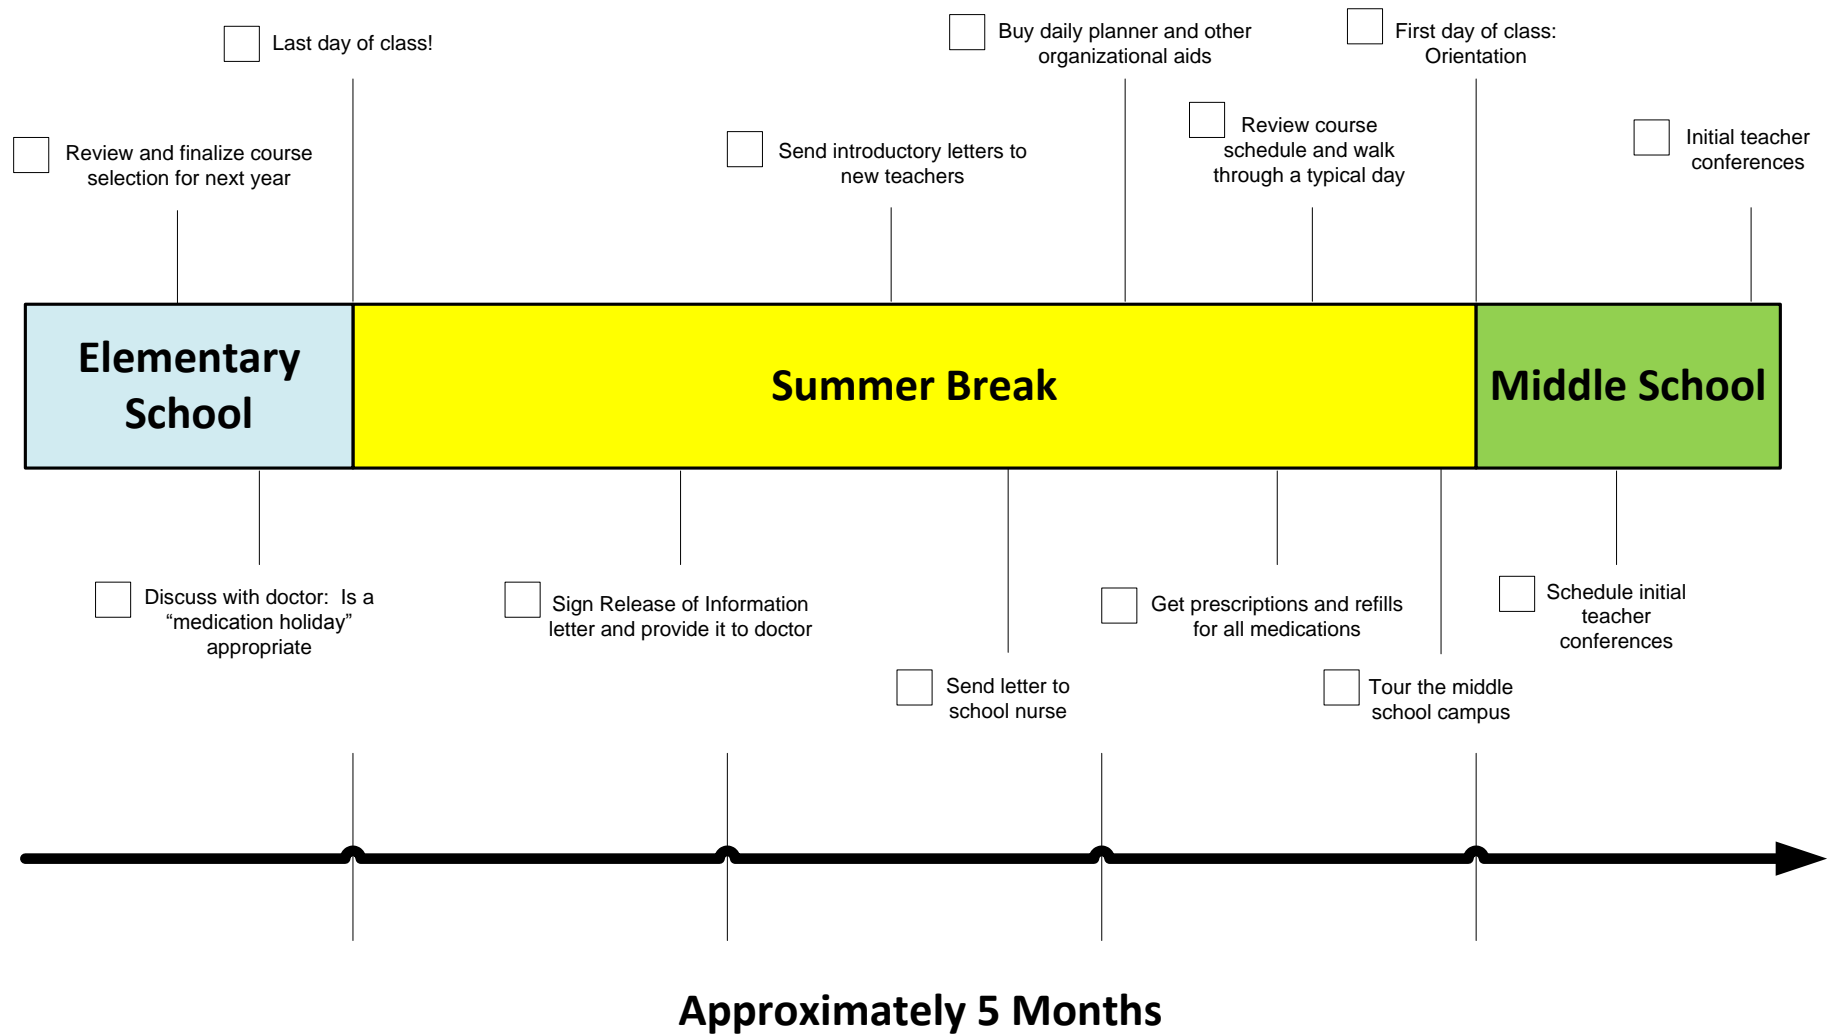 Last day of class!
Buy daily planner and other
organizational aids
First day of class:
Orientation
Review and finalize course
selection for next year
Send introductory letters to
new teachers
Review course
schedule and walk
through a typical day
Initial teacher
conferences
Elementary
School
Summer Break
Middle School
Discuss with doctor:  Is a
“medication holiday”
appropriate
Sign Release of Information
letter and provide it to doctor
Get prescriptions and refills
for all medications
Schedule initial
teacher
conferences
Send letter to
school nurse
Tour the middle
school campus
Approximately 5 Months